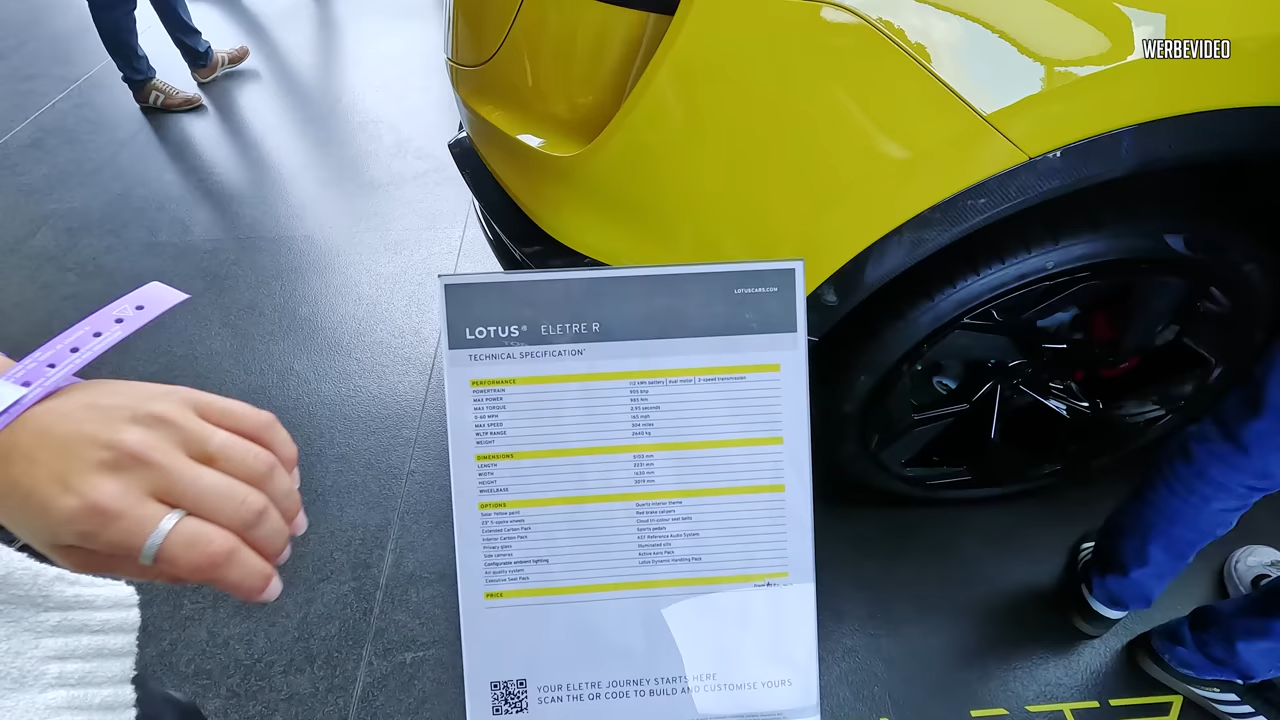 WERBEVIDEO
LOTUSCARS.COM
LOTUS ELETRE R
TECHNICAL SPECIFICATION*
PERFORMANCE
POWERTRAIN 112 kWh battery | dual motor | 2-speed transmission
MAX POWER 905 bhp
MAX TORQUE 985 Nm
0-60 MPH 2.95 seconds
MAX SPEED 165 mph
WLTP RANGE 304 miles
WEIGHT 2640 kg
DIMENSIONS
LENGTH 5103 mm
WIDTH 2231 mm
HEIGHT 1630 mm
WHEELBASE 3019 mm
OPTIONS
Solar Yellow paint Quartz interior theme
23" 5-spoke wheels Red brake calipers
Extended Carbon Pack Cloud tri-colour seat belts
Interior Carbon Pack Sports pedals
Privacy glass KEF Reference Audio System
Side cameras Illuminated sills
Configurable ambient lighting Active Aero Pack
Air quality system Lotus Dynamic Handling Pack
Executive Seat Pack
PRICE From
YOUR ELETRE JOURNEY STARTS HERE
SCAN THE QR CODE TO BUILD AND CUSTOMISE YOURS